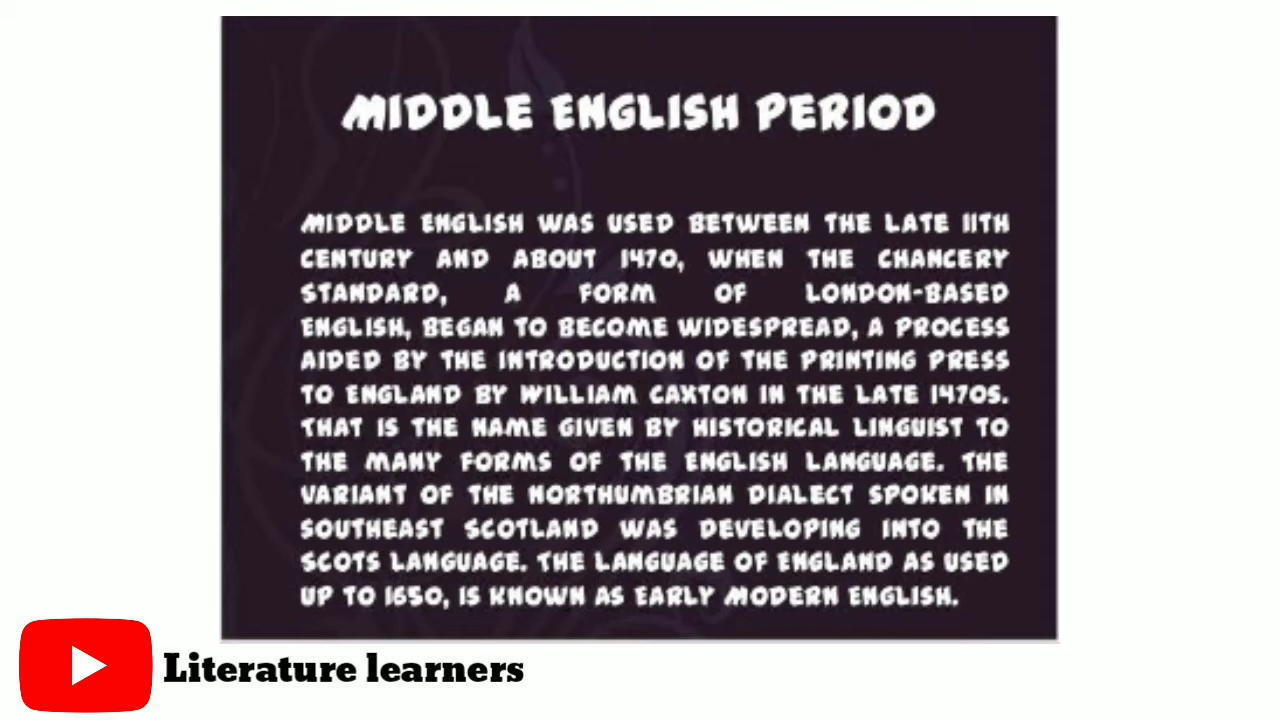 MIDDLE ENGLISH PERIOD
MIDDLE ENGLISH WAS USED BETWEEN THE LATE 11TH
CENTURY AND ABOUT 1470, WHEN THE CHANCERY
STANDARD, A FORM OF LONDON-BASED
ENGLISH, BEGAN TO BECOME WIDESPREAD, A PROCESS
AIDED BY THE INTRODUCTION OF THE PRINTING PRESS
TO ENGLAND BY WILLIAM CAXTON IN THE LATE 1470S.
THAT IS THE NAME GIVEN BY HISTORICAL LINGUIST TO
THE MANY FORMS OF THE ENGLISH LANGUAGE. THE
VARIANT OF THE NORTHUMBRIAN DIALECT SPOKEN IN
SOUTHEAST SCOTLAND WAS DEVELOPING INTO THE
SCOTS LANGUAGE. THE LANGUAGE OF ENGLAND AS USED
UP TO 1650, IS KNOWN AS EARLY MODERN ENGLISH.
Literature learners